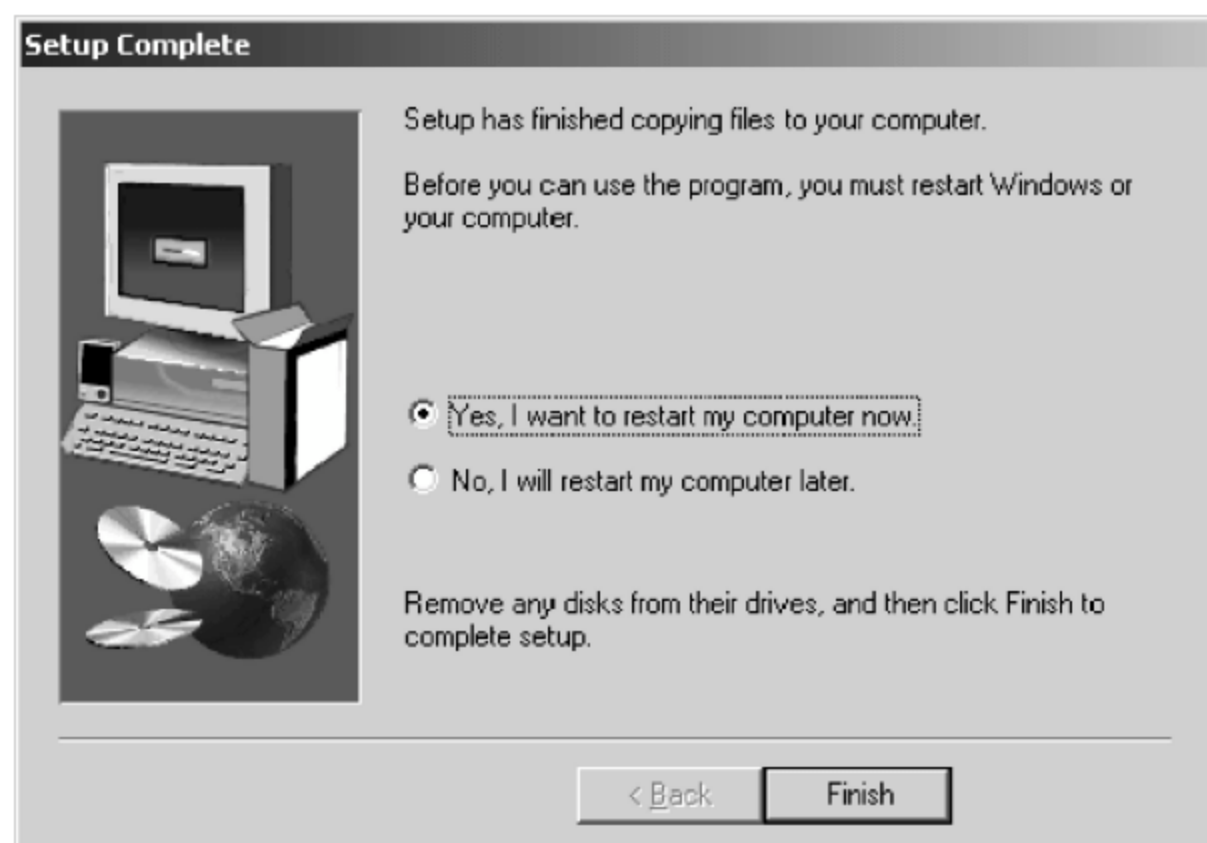 Setup Complete
Setup has finished copying files to your computer.
Before you can use the program, you must restart Windows or
your computer.
Yes, I want to restart my computer now.
No, I will restart my computer later.
Remove any disks from their drives, and then click Finish to
complete setup.
< Back Finish